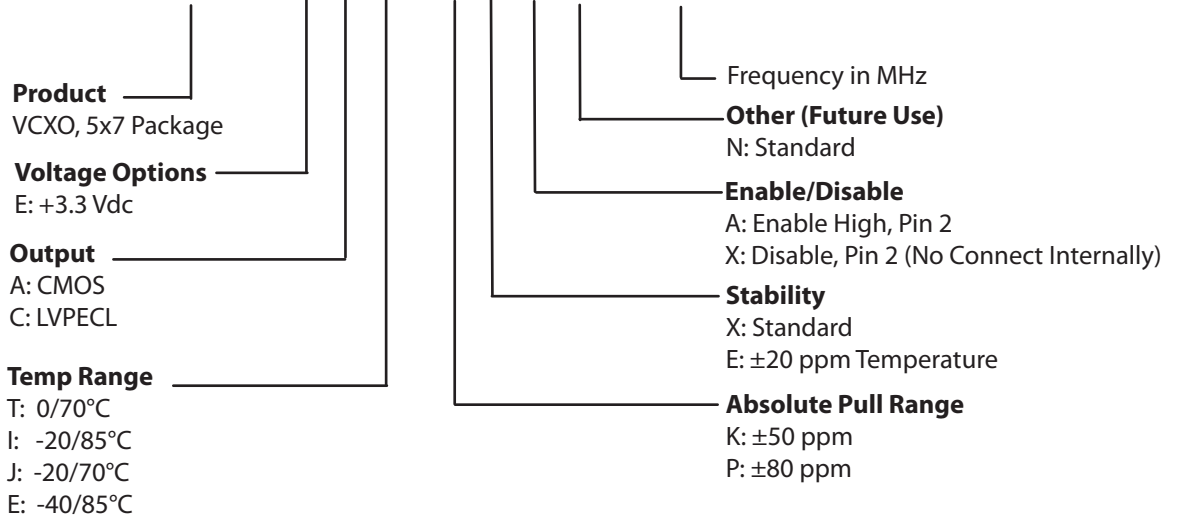 Product
VCXO, 5x7 Package
Voltage Options
E: +3.3 Vdc
Output
A: CMOS
C: LVPECL
Temp Range
T: 0/70°C
I: -20/85°C
J: -20/70°C
E: -40/85°C
Frequency in MHz
Other (Future Use)
N: Standard
Enable/Disable
A: Enable High, Pin 2
X: Disable, Pin 2 (No Connect Internally)
Stability
X: Standard
E: ±20 ppm Temperature
Absolute Pull Range
K: ±50 ppm
P: ±80 ppm